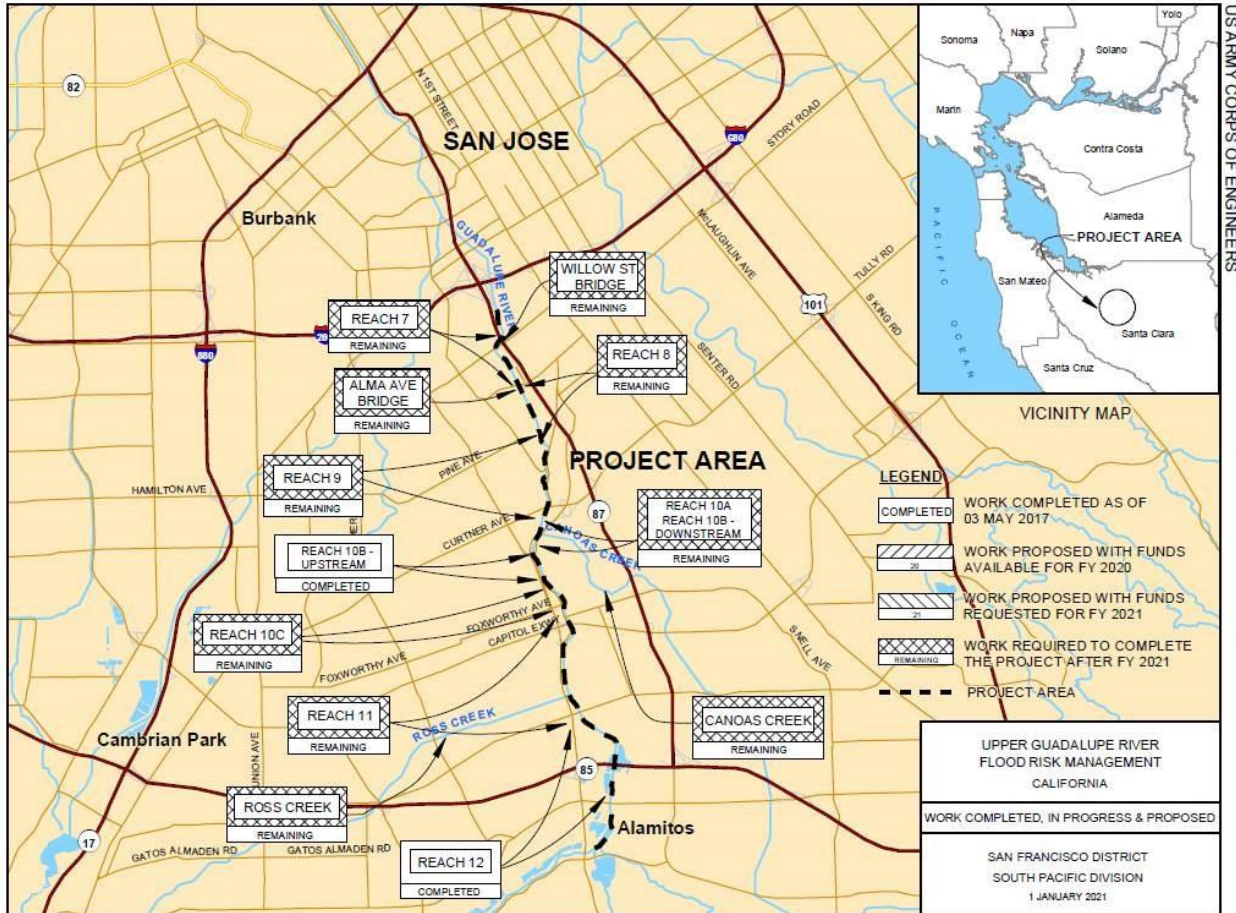 US ARMY CORPS OF ENGINEERS
82
N 1ST STREET
SAN JOSE
680
STORY ROAD
Burbank
GUADALUPE RIVER
McLAUGHLIN AVE
TULLY RD
S KING RD
101
WILLOW ST
BRIDGE
REMAINING
REACH 7
REMAINING
28
880
REACH 8
REMAINING
SENTER RD
ALMA AVE
BRIDGE
REMAINING
PINE AVE
PROJECT AREA
REACH 9
REMAINING
HAMILTON AVE
87
REACH 10A
REACH 10B -
DOWNSTREAM
REMAINING
CURTNER AVE
CANOAS CREEK
REACH 10B -
UPSTREAM
COMPLETED
FOXWORTHY AVE
CAPITOL EXWY
REACH 10C
REMAINING
FOXWORTHY AVE
S NELL AVE
REACH 11
REMAINING
ROSS CREEK
CANOAS CREEK
REMAINING
Cambrian Park
UNION AVE
85
ROSS CREEK
REMAINING
Alamitos
17
GATOS ALMADEN RD
GATOS ALMADEN RD
REACH 12
COMPLETED
Sonoma
Napa
Yolo
Solano
Marin
Contra Costa
Alameda
PROJECT AREA
PACIFIC OCEAN
San Mateo
Santa Clara
Santa Cruz
VICINITY MAP
LEGEND
COMPLETED
WORK COMPLETED AS OF
03 MAY 2017
20
WORK PROPOSED WITH FUNDS
AVAILABLE FOR FY 2020
21
WORK PROPOSED WITH FUNDS
REQUESTED FOR FY 2021
REMAINING
WORK REQUIRED TO COMPLETE
THE PROJECT AFTER FY 2021
PROJECT AREA
UPPER GUADALUPE RIVER
FLOOD RISK MANAGEMENT
CALIFORNIA
WORK COMPLETED, IN PROGRESS & PROPOSED
SAN FRANCISCO DISTRICT
SOUTH PACIFIC DIVISION
1 JANUARY 2021